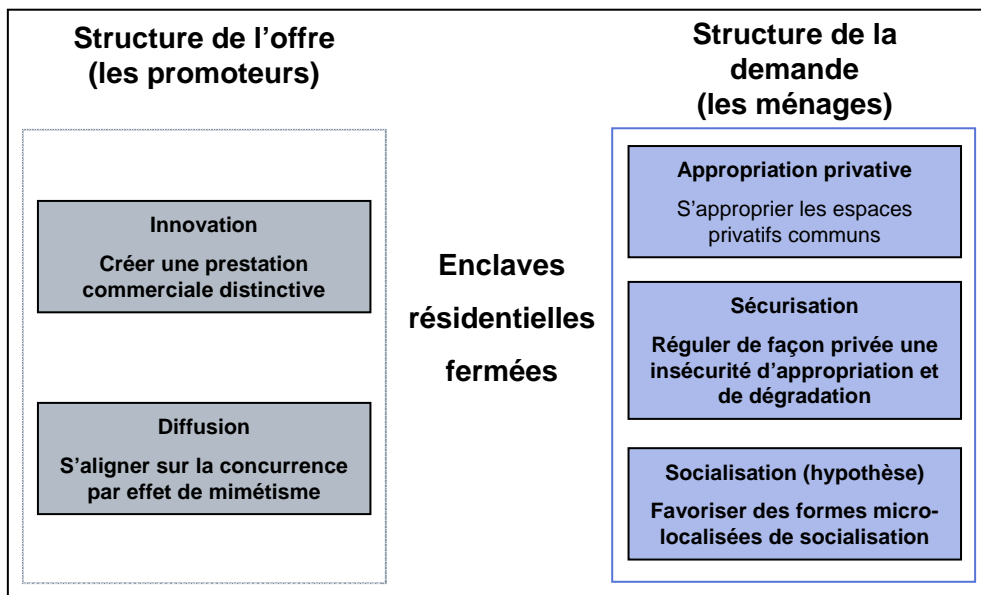 Structure de l’offre
(les promoteurs)
Innovation
Créer une prestation
commerciale distinctive
Diffusion
S’aligner sur la concurrence
par effet de mimétisme
Enclaves
résidentielles
fermées
Structure de la
demande
(les ménages)
Appropriation privative
S’approprier les espaces
privatifs communs
Sécurisation
Réguler de façon privée une
insécurité d’appropriation et
de dégradation
Socialisation (hypothèse)
Favoriser des formes micro-
localisées de socialisation